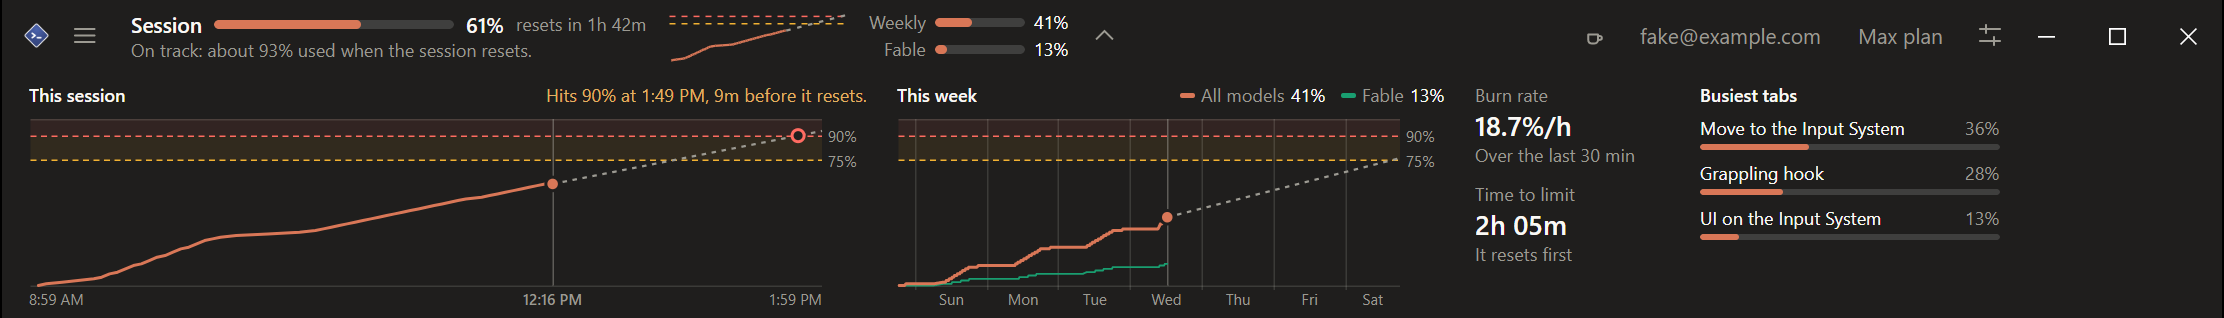 Session 61% resets in 1h 42m
On track: about 93% used when the session resets.
Weekly 41%
Fable 13%
fake@example.com Max plan
This session
Hits 90% at 1:49 PM, 9m before it resets.
90%
75%
8:59 AM 12:16 PM 1:59 PM
This week
All models 41% Fable 13%
90%
75%
Sun Mon Tue Wed Thu Fri Sat
Burn rate
18.7%/h
Over the last 30 min
Time to limit
2h 05m
It resets first
Busiest tabs
Move to the Input System 36%
Grappling hook 28%
UI on the Input System 13%